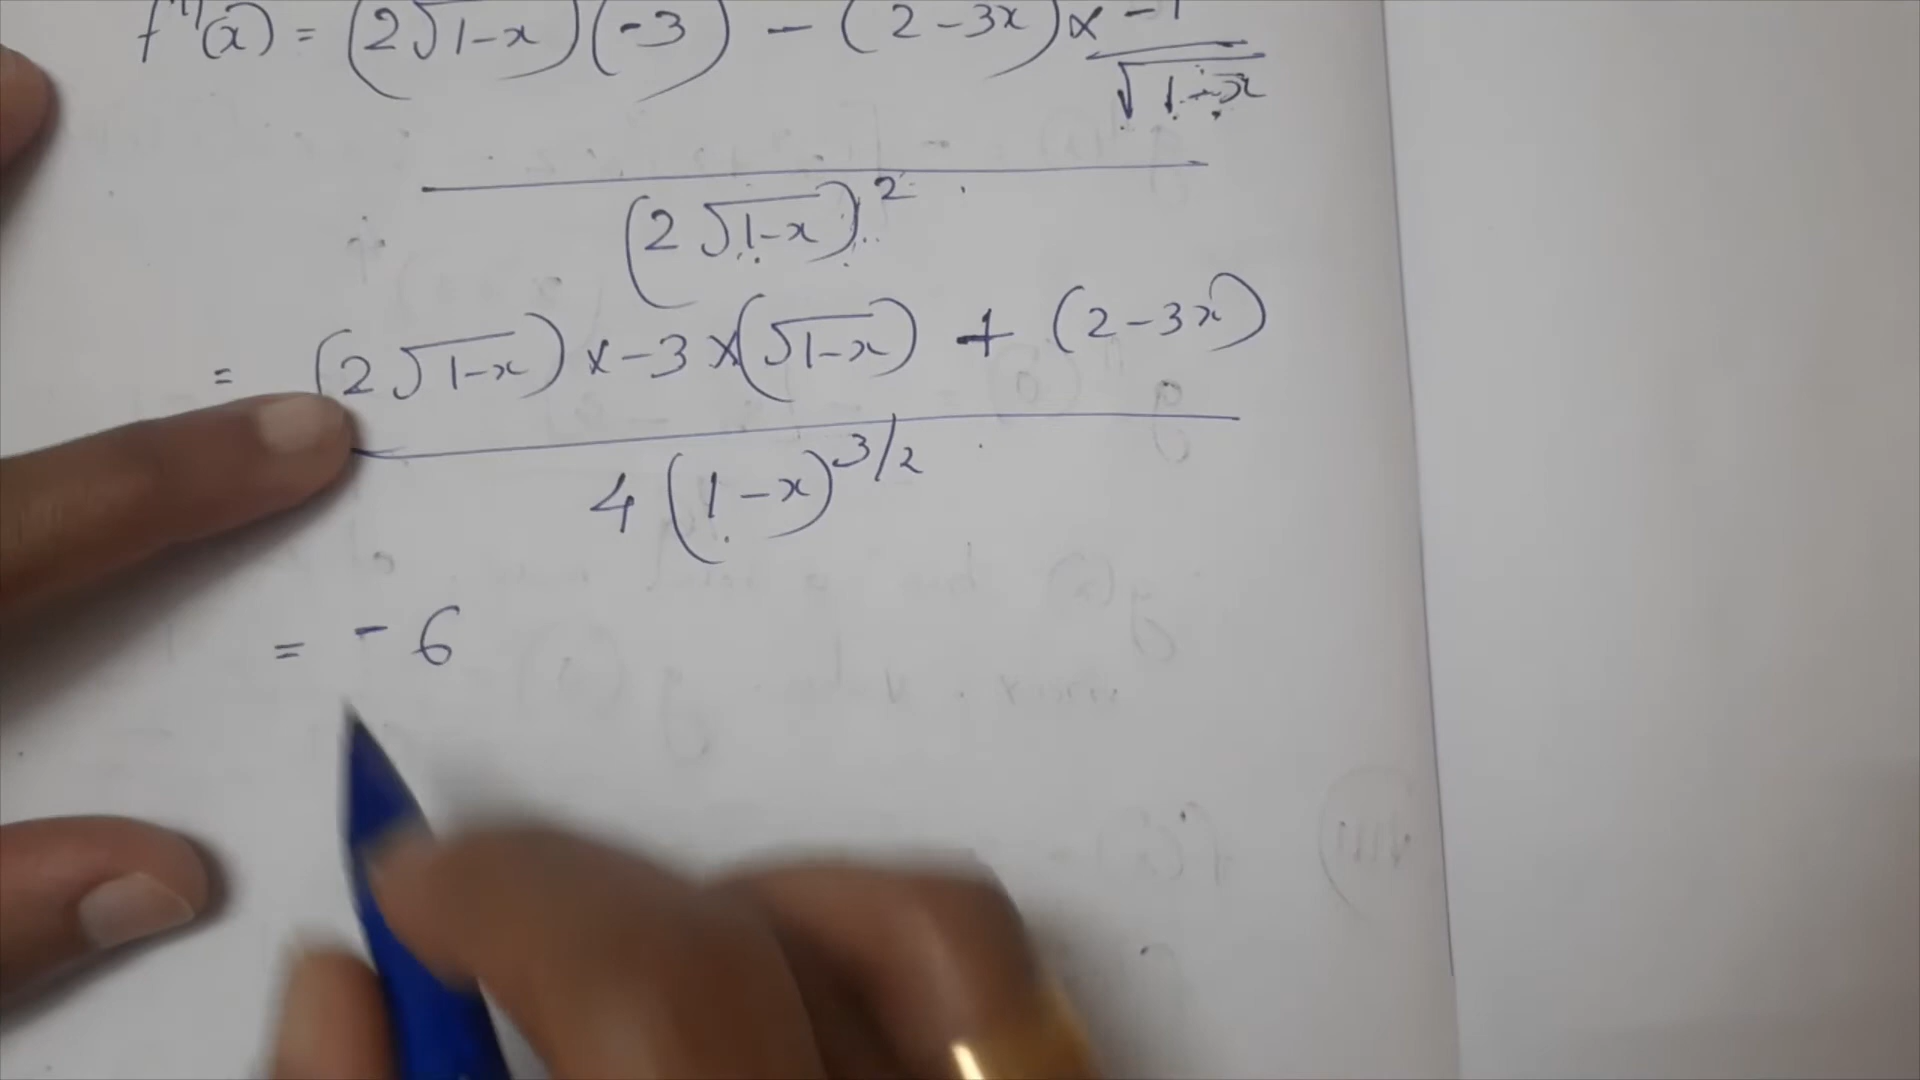 f''(x) = (2√1-x)(-3) - (2-3x) × -1
√1-x
(2√1-x)²
= (2√1-x) × -3 × (√1-x) + (2-3x)
4(1-x)^3/2
= -6